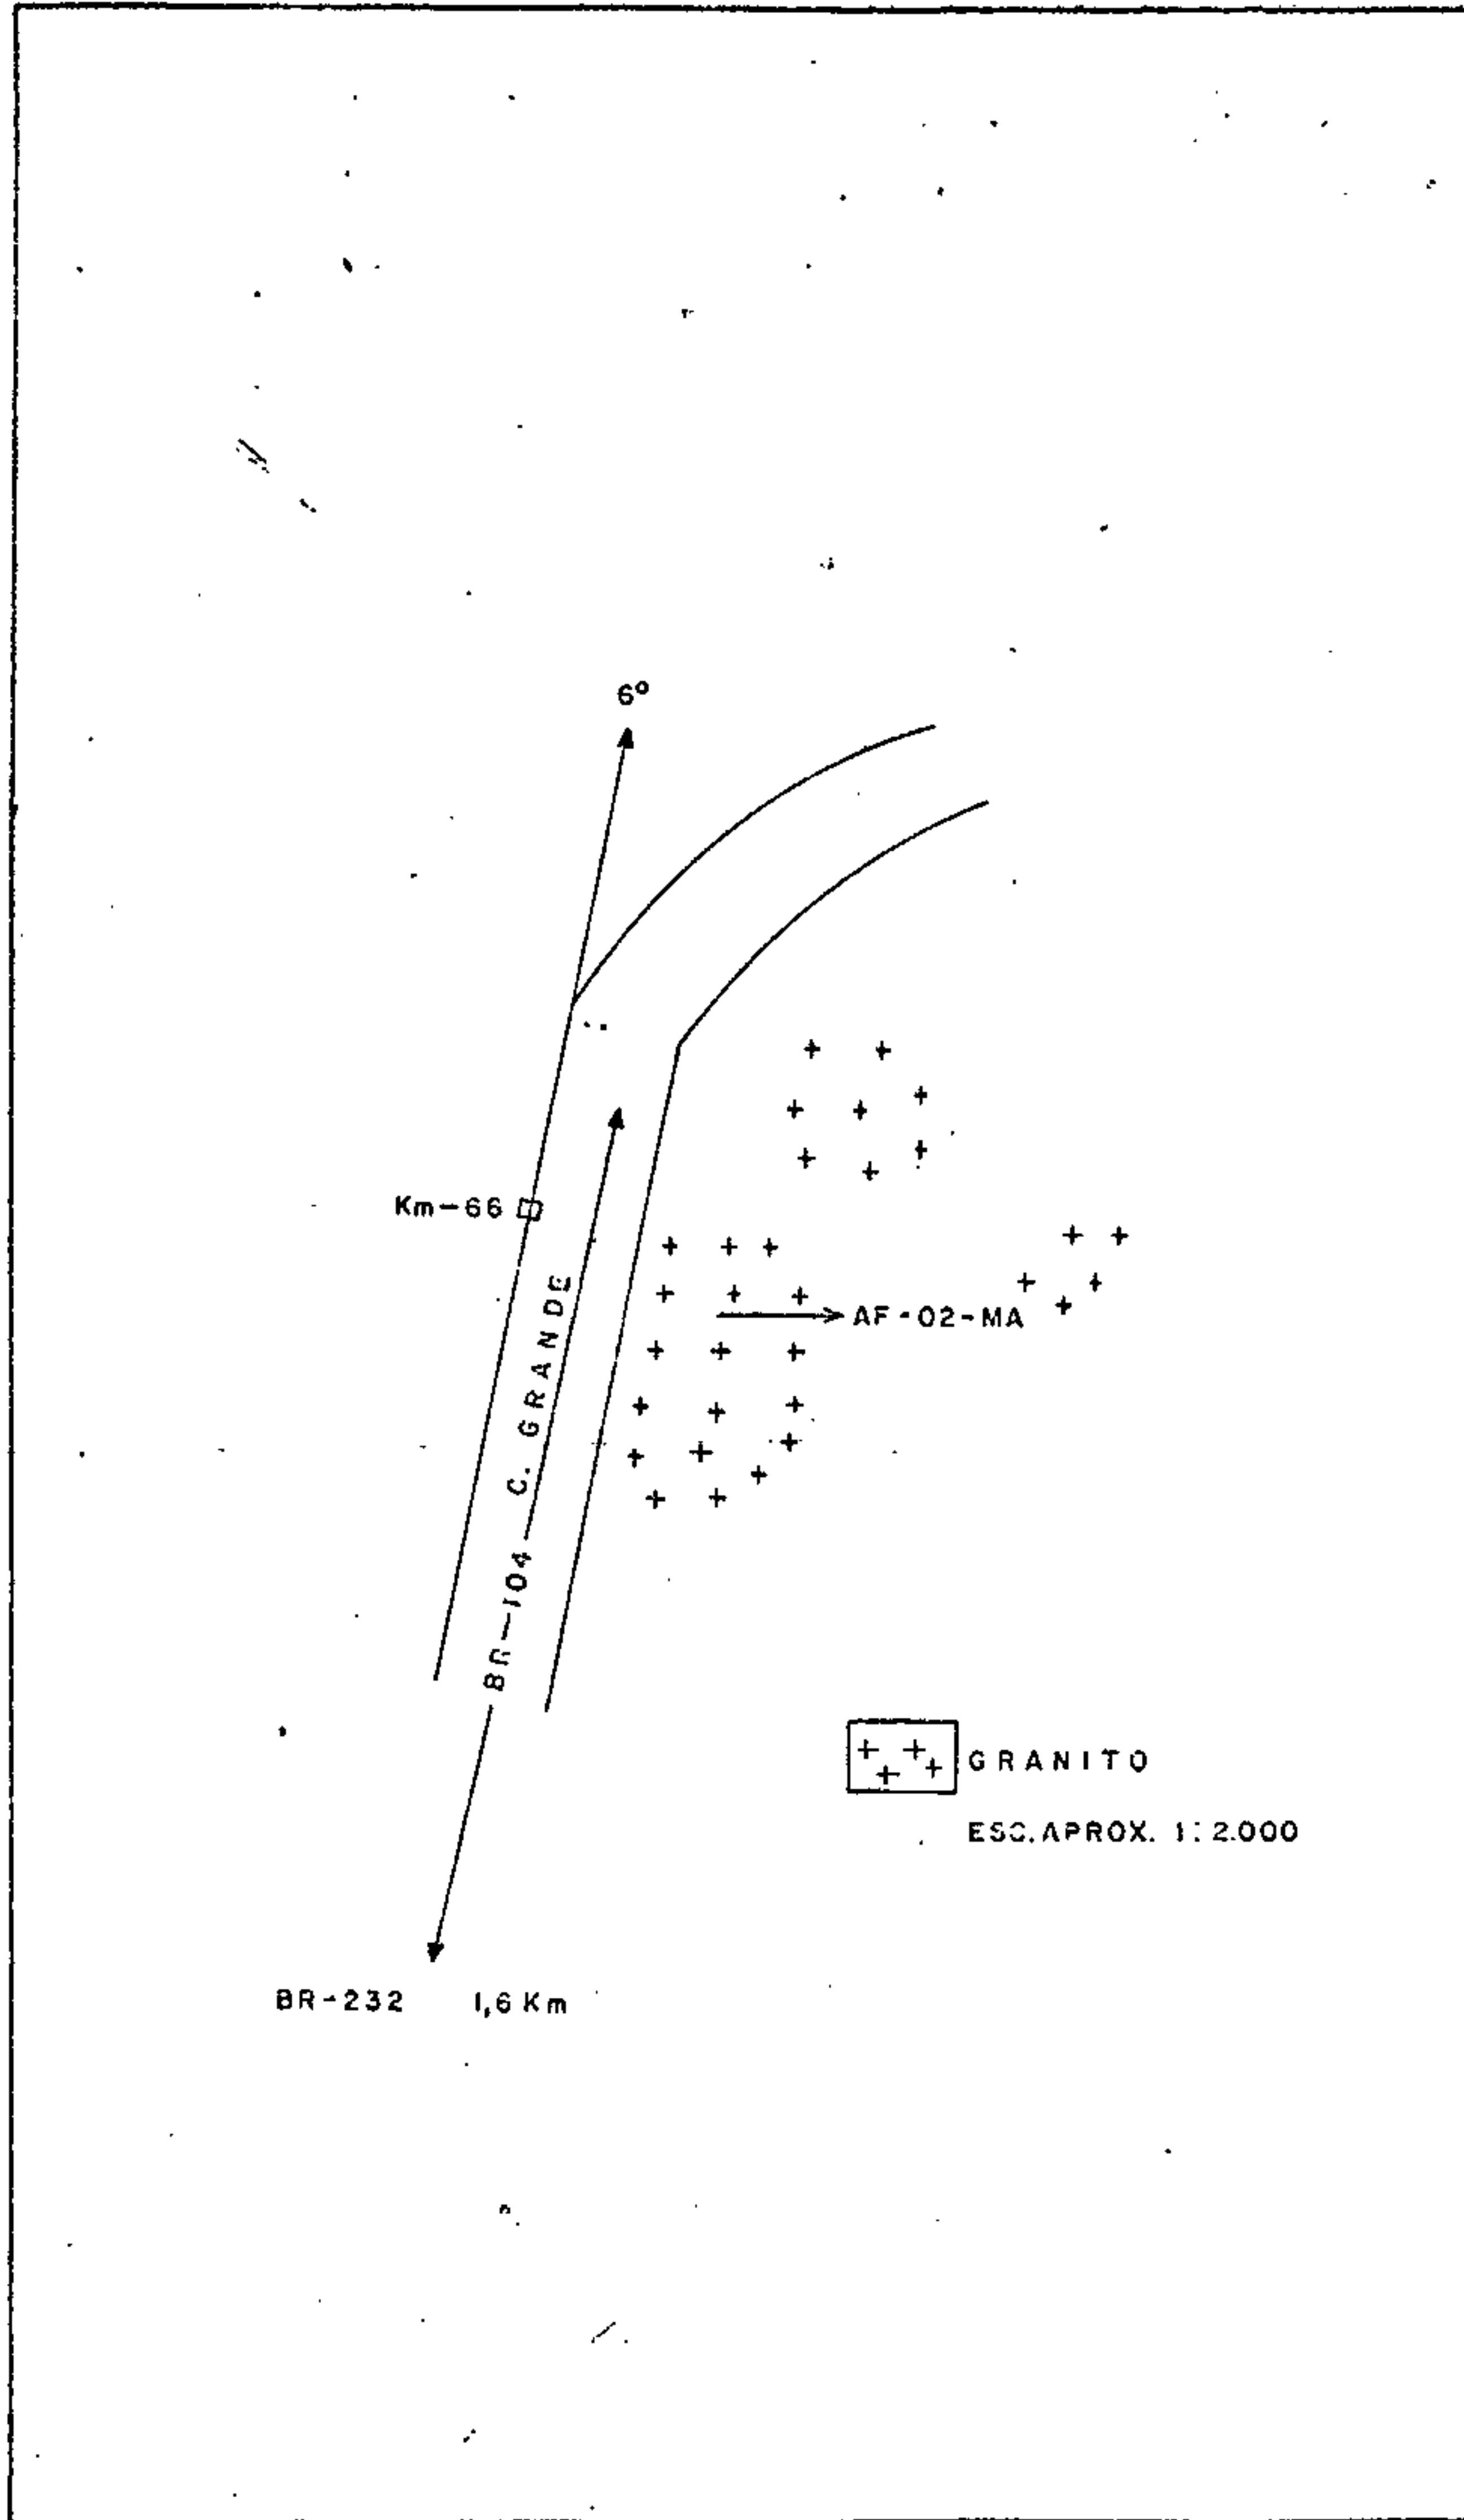 6º
Km-66
BR-104 C. GRANDE
AF-02-MA
GRANITO
ESC. APROX. 1:2.000
BR-232 1,6 Km